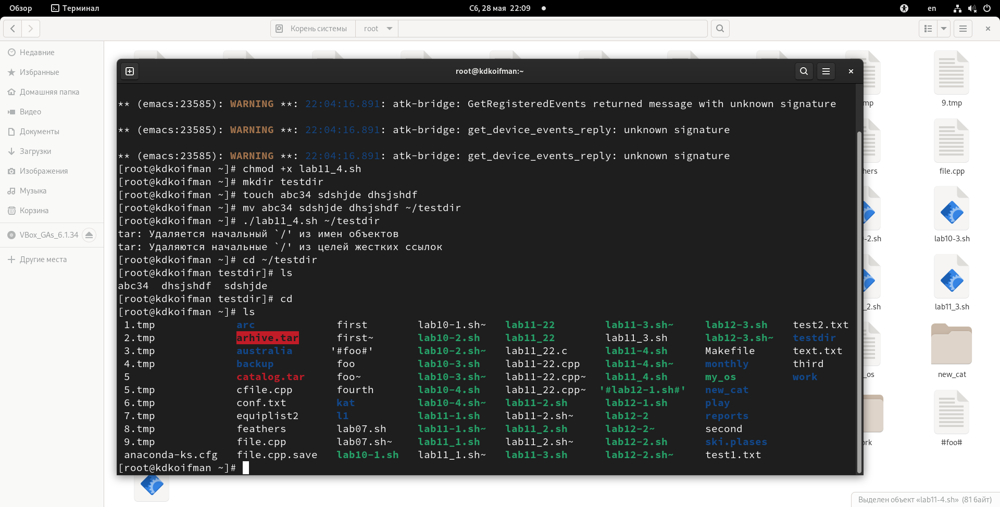 Обзор Терминал Сб, 28 мая 22:09 en
Корень системы root
Недавние
Избранные
Домашняя папка
Видео
Документы
Загрузки
Изображения
Музыка
Корзина
VBox_GAs_6.1.34
Другие места
root@kdkoifman:~
** (emacs:23585): WARNING **: 22:04:16.891: atk-bridge: GetRegisteredEvents returned message with unknown signature
** (emacs:23585): WARNING **: 22:04:16.891: atk-bridge: get_device_events_reply: unknown signature
** (emacs:23585): WARNING **: 22:04:16.891: atk-bridge: get_device_events_reply: unknown signature
[root@kdkoifman ~]# chmod +x lab11_4.sh
[root@kdkoifman ~]# mkdir testdir
[root@kdkoifman ~]# touch abc34 sdshjde dhsjshdf
[root@kdkoifman ~]# mv abc34 sdshjde dhsjshdf ~/testdir
[root@kdkoifman ~]# ./lab11_4.sh ~/testdir
tar: Удаляется начальный `/' из имен объектов
tar: Удаляются начальные `/' из целей жестких ссылок
[root@kdkoifman ~]# cd ~/testdir
[root@kdkoifman testdir]# ls
abc34  dhsjshdf  sdshjde
[root@kdkoifman testdir]# cd
[root@kdkoifman ~]# ls
1.tmp arc first lab10-1.sh~ lab11-22 lab11-3.sh~ lab12-3.sh test2.txt
2.tmp arhive.tar first~ lab10-2.sh lab11_22 lab11_3.sh lab12-3.sh~ testdir
3.tmp australia '#foo#' lab10-2.sh~ lab11_22.c lab11-4.sh Makefile text.txt
4.tmp backup foo lab10-3.sh lab11-22.cpp lab11-4.sh~ monthly third
5 catalog.tar foo~ lab10-3.sh~ lab11-22.cpp~ lab11_4.sh my_os work
5.tmp cfile.cpp fourth lab10-4.sh lab11_22.cpp~ '#lab12-1.sh#' new_cat
6.tmp conf.txt kat lab10-4.sh~ lab11-2.sh lab12-1.sh play
7.tmp equiplist2 l1 lab11-1.sh lab11-2.sh~ lab12-2 reports
8.tmp feathers lab07.sh lab11-1.sh~ lab11_2.sh lab12-2~ second
9.tmp file.cpp lab07.sh~ lab11_1.sh lab11_2.sh~ lab12-2.sh ski.plases
anaconda-ks.cfg file.cpp.save lab10-1.sh lab11_1.sh~ lab11-3.sh lab12-2.sh~ test1.txt
[root@kdkoifman ~]#
mp 9.tmp
hers file.cpp
-2.sh lab10-3.sh
_2.sh lab11_3.sh
_os new_cat
ork #foo#
Выделен объект «lab11-4.sh» (81 байт)